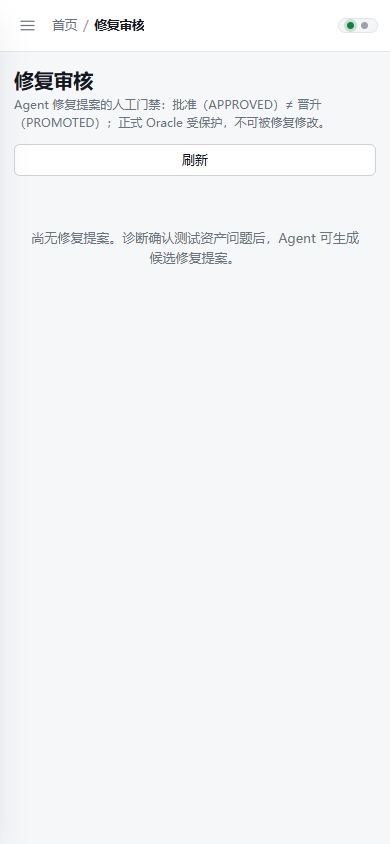 首页 / 修复审核
修复审核
Agent 修复提案的人工门禁：批准（APPROVED）≠ 晋升
（PROMOTED）；正式 Oracle 受保护，不可被修复修改。
刷新
尚无修复提案。诊断确认测试资产问题后，Agent 可生成
候选修复提案。